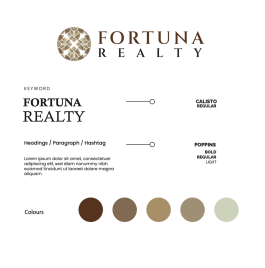 FORTUNA
REALTY
KEYWORD
FORTUNA
REALTY
CALISTO
REGULAR
Headings / Paragraph / Hashtag
POPPINS
BOLD
REGULAR
LIGHT
Lorem ipsum dolor sit amet, consectetuer
adipiscing elit, sed diam nonummy nibh
euismod tincidunt ut laoreet dolore magna
aliquam
Colours